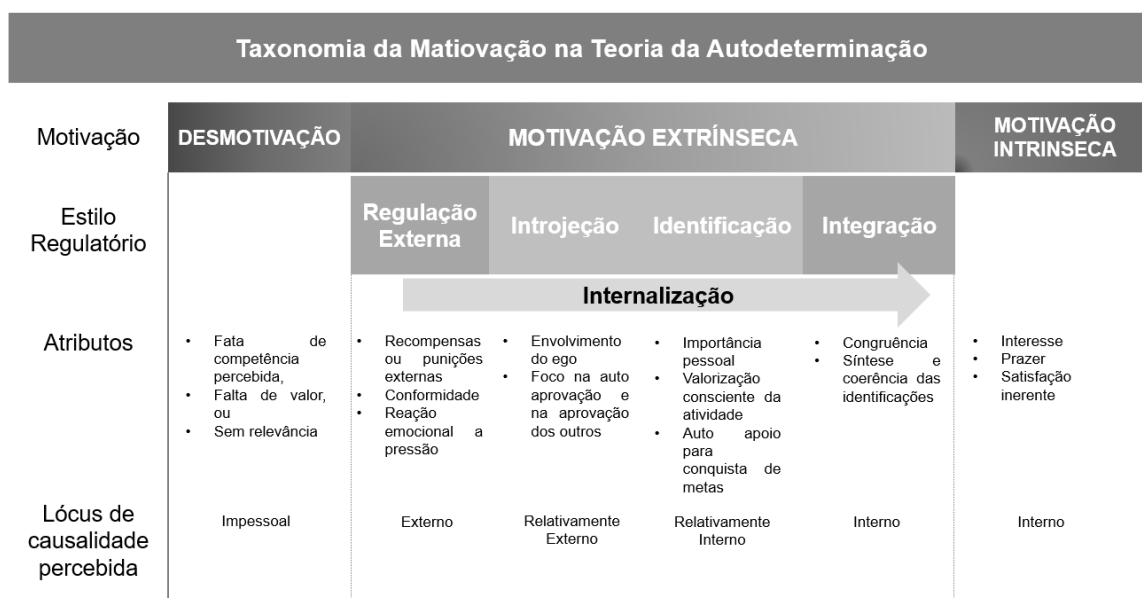 Taxonomia da Matiovação na Teoria da Autodeterminação
Motivação
DESMOTIVAÇÃO
MOTIVAÇÃO EXTRÍNSECA
MOTIVAÇÃO
INTRINSECA
Estilo
Regulatório
Regulação
Externa
Introjeção
Identificação
Integração
Internalização
Atributos
• Fata de
competência
percebida,
• Falta de valor,
ou
• Sem relevância
• Recompensas
ou punições
externas
• Conformidade
• Reação
emocional a
pressão
• Envolvimento
do ego
• Foco na auto
aprovação e
na aprovação
dos outros
• Importância
pessoal
• Valorização
consciente da
atividade
• Auto apoio
para
conquista de
metas
• Congruência
• Síntese e
coerência das
identificações
• Interesse
• Prazer
• Satisfação
inerente
Lócus de
causalidade
percebida
Impessoal
Externo
Relativamente
Externo
Relativamente
Interno
Interno
Interno